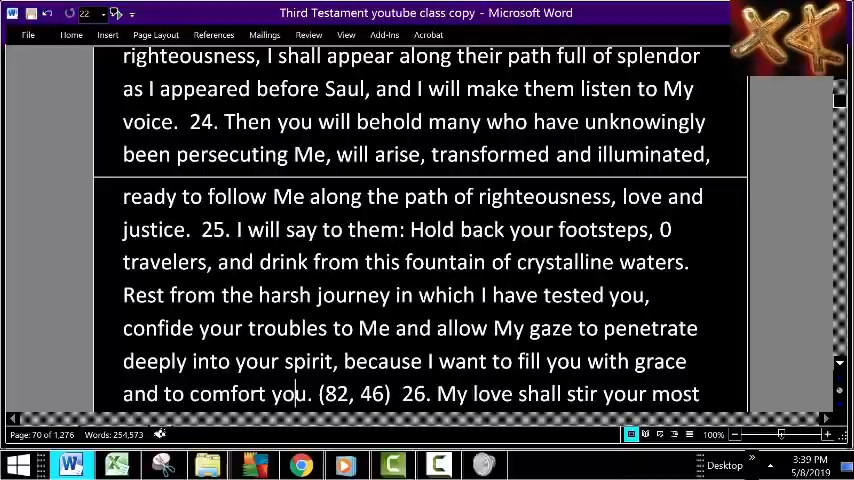 Third Testament youtube class copy - Microsoft Word
22
File Home Insert Page Layout References Mailings Review View Add-Ins Acrobat
righteousness, I shall appear along their path full of splendor
as I appeared before Saul, and I will make them listen to My
voice.  24. Then you will behold many who have unknowingly
been persecuting Me, will arise, transformed and illuminated,
ready to follow Me along the path of righteousness, love and
justice.  25. I will say to them: Hold back your footsteps, 0
travelers, and drink from this fountain of crystalline waters.
Rest from the harsh journey in which I have tested you,
confide your troubles to Me and allow My gaze to penetrate
deeply into your spirit, because I want to fill you with grace
and to comfort you. (82, 46)  26. My love shall stir your most
Page: 70 of 1,276 Words: 254,573 100%
Desktop 3:39 PM
5/8/2019